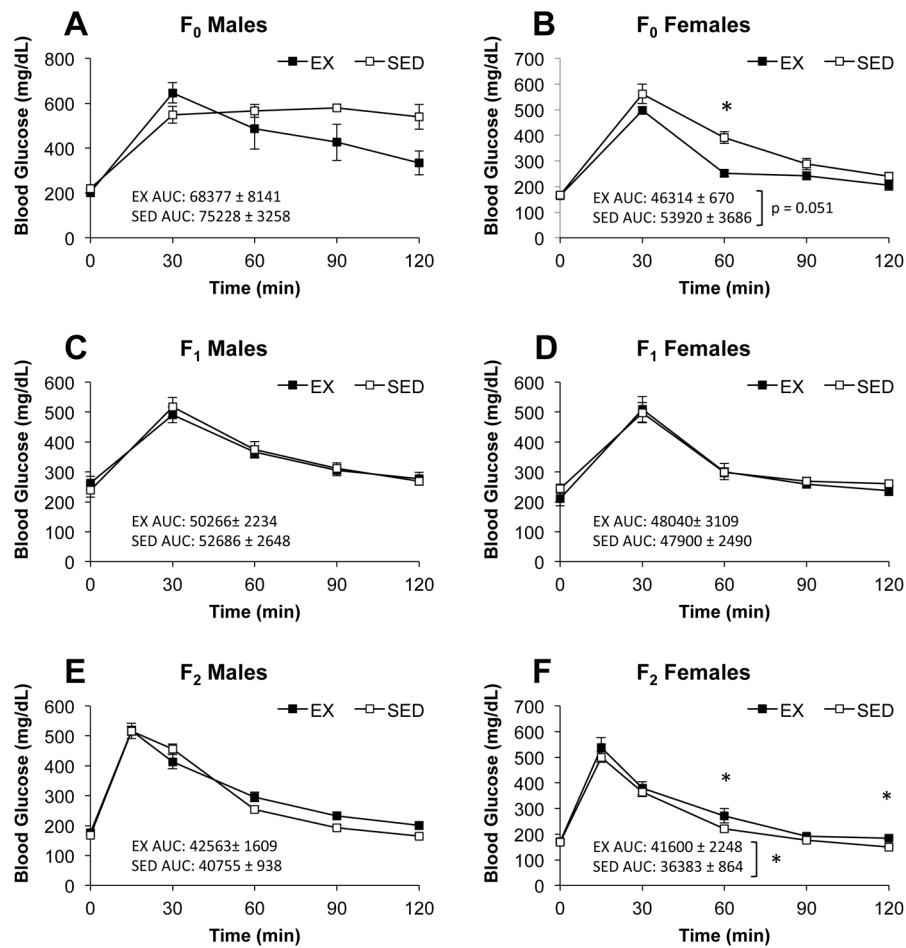 A
F0 Males
EX
SED
Blood Glucose (mg/dL)
800
600
400
200
0
EX AUC: 68377 ± 8141
SED AUC: 75228 ± 3258
0 30 60 90 120
Time (min)
B
F0 Females
EX
SED
Blood Glucose (mg/dL)
700
600
500
400
300
200
100
0
*
EX AUC: 46314 ± 670
SED AUC: 53920 ± 3686
p = 0.051
0 30 60 90 120
Time (min)
C
F1 Males
EX
SED
Blood Glucose (mg/dL)
600
500
400
300
200
100
0
EX AUC: 50266± 2234
SED AUC: 52686 ± 2648
0 30 60 90 120
Time (min)
D
F1 Females
EX
SED
Blood Glucose (mg/dL)
600
500
400
300
200
100
0
EX AUC: 48040± 3109
SED AUC: 47900 ± 2490
0 30 60 90 120
Time (min)
E
F2 Males
EX
SED
Blood Glucose (mg/dL)
600
500
400
300
200
100
0
EX AUC: 42563± 1609
SED AUC: 40755 ± 938
0 30 60 90 120
Time (min)
F
F2 Females
EX
SED
Blood Glucose (mg/dL)
700
600
500
400
300
200
100
0
*
*
EX AUC: 41600 ± 2248
SED AUC: 36383 ± 864
*
0 30 60 90 120
Time (min)